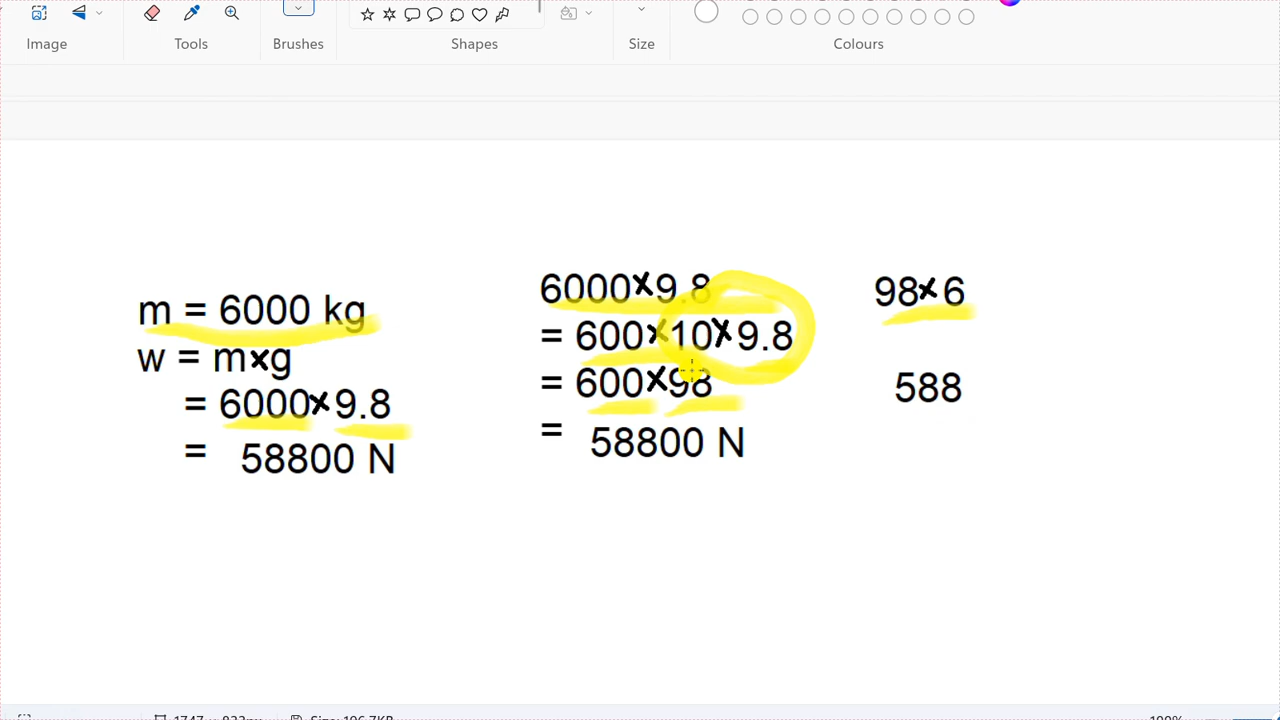 Image
Tools
Brushes
Shapes
Size
Colours
m = 6000 kg
w = m×g
= 6000×9.8
= 58800 N
6000×9.8
= 600×10×9.8
= 600×98
= 58800 N
98×6
588